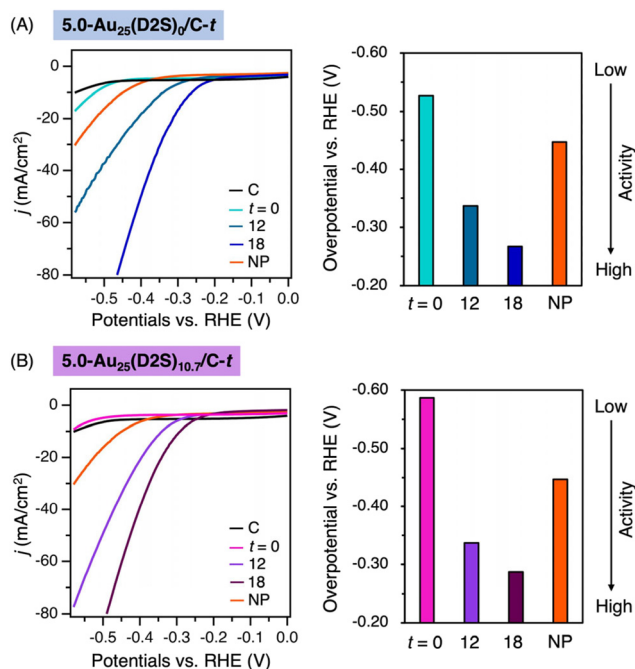 (A) 5.0-Au₂₅(D2S)₀/C-t
0
-20
-40
-60
-80
j (mA/cm²)
C
t = 0
12
18
NP
-0.5 -0.4 -0.3 -0.2 -0.1 0.0
Potentials vs. RHE (V)
-0.60
-0.50
-0.40
-0.30
-0.20
Overpotential vs. RHE (V)
t = 0 12 18 NP
Low
Activity
High
(B) 5.0-Au₂₅(D2S)₁₀.₇/C-t
0
-20
-40
-60
-80
j (mA/cm²)
C
t = 0
12
18
NP
-0.5 -0.4 -0.3 -0.2 -0.1 0.0
Potentials vs. RHE (V)
-0.60
-0.50
-0.40
-0.30
-0.20
Overpotential vs. RHE (V)
t = 0 12 18 NP
Low
Activity
High